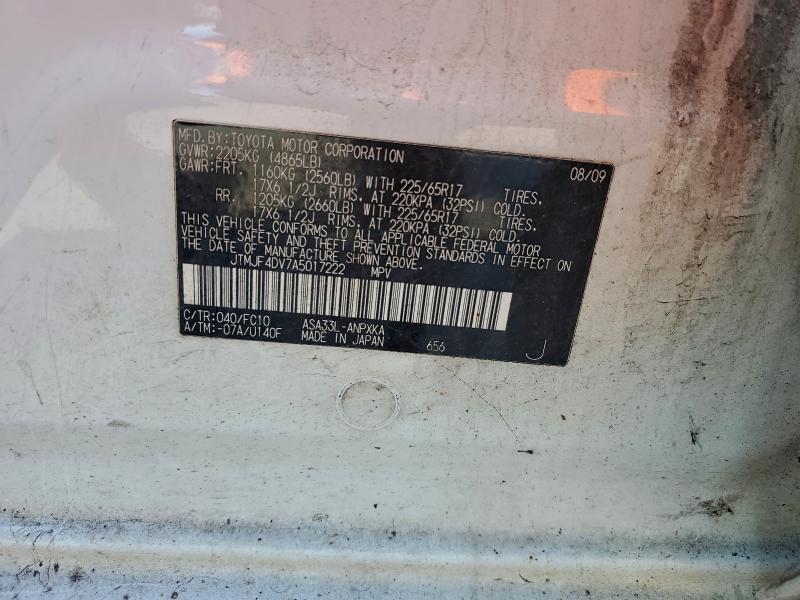 MFD.BY:TOYOTA MOTOR CORPORATION 08/09
GVWR:2205KG (4865LB)
GAWR:FRT. 1160KG (2560LB) WITH 225/65R17 TIRES,
17X6 1/2J RIMS, AT 220KPA (32PSI) COLD.
RR. 1205KG (2660LB) WITH 225/65R17 TIRES,
17X6 1/2J RIMS, AT 220KPA (32PSI) COLD.
THIS VEHICLE CONFORMS TO ALL APPLICABLE FEDERAL MOTOR
VEHICLE SAFETY AND THEFT PREVENTION STANDARDS IN EFFECT ON
THE DATE OF MANUFACTURE SHOWN ABOVE.
JTMJF4DV7A5017222 MPV
C/TR:040/FC10 ASA33L-ANPXKA
A/TM:-07A/U140F MADE IN JAPAN 656 J